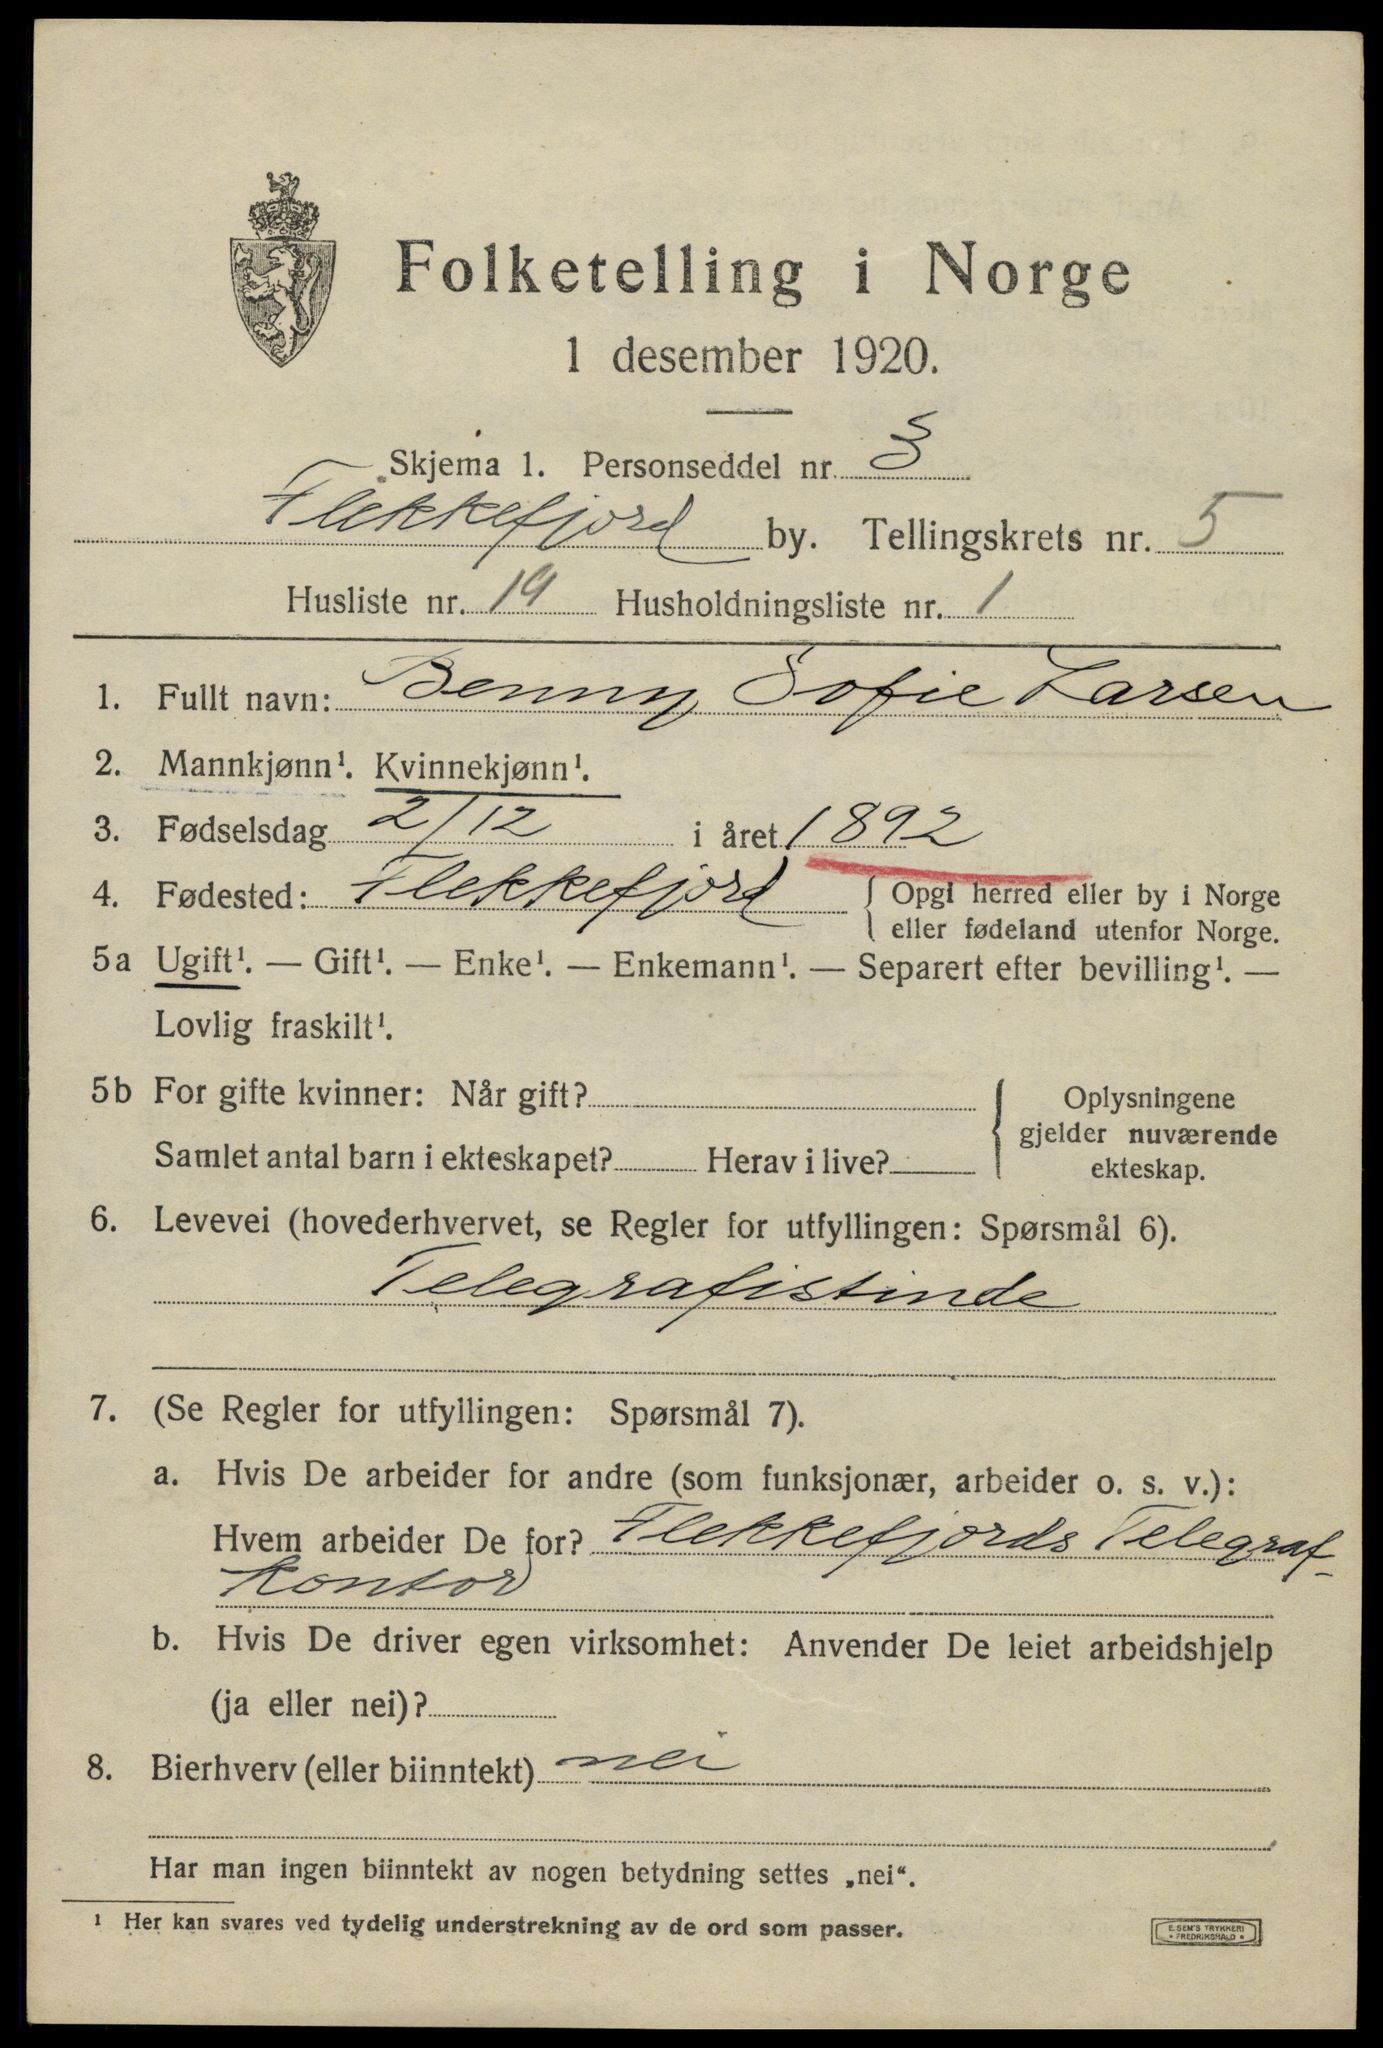 Folketelling i Norge
1 desember 1920.
Skjema 1. Personseddel nr. 3
Flekkefjord by. Tellingskrets nr. 5
Husliste nr. 19 Husholdningsliste nr. 1
1. Fullt navn: Benny Sofie Larsen
2. Mannkjønn¹. Kvinnekjønn¹.
3. Fødselsdag 2/12 i året 1892
4. Fødested: Flekkefjord { Opgi herred eller by i Norge
eller fødeland utenfor Norge.
5a Ugift¹. — Gift¹. — Enke¹. — Enkemann¹. — Separert efter bevilling¹. —
Lovlig fraskilt¹.
5b For gifte kvinner: Når gift? { Oplysningene
gjelder nuværende
Samlet antal barn i ekteskapet? Herav i live? ekteskap.
6. Levevei (hovederhvervet, se Regler for utfyllingen: Spørsmål 6).
Telegrafistinde
7. (Se Regler for utfyllingen: Spørsmål 7).
a. Hvis De arbeider for andre (som funksjonær, arbeider o. s. v.):
Hvem arbeider De for? Flekkefjords Telegraf-
kontor
b. Hvis De driver egen virksomhet: Anvender De leiet arbeidshjelp
(ja eller nei)?
8. Bierhverv (eller biinntekt) nei
Har man ingen biinntekt av nogen betydning settes „nei“.
¹ Her kan svares ved tydelig understrekning av de ord som passer.
E. SEM'S TRYKKERI
• FREDRIKSHALD •